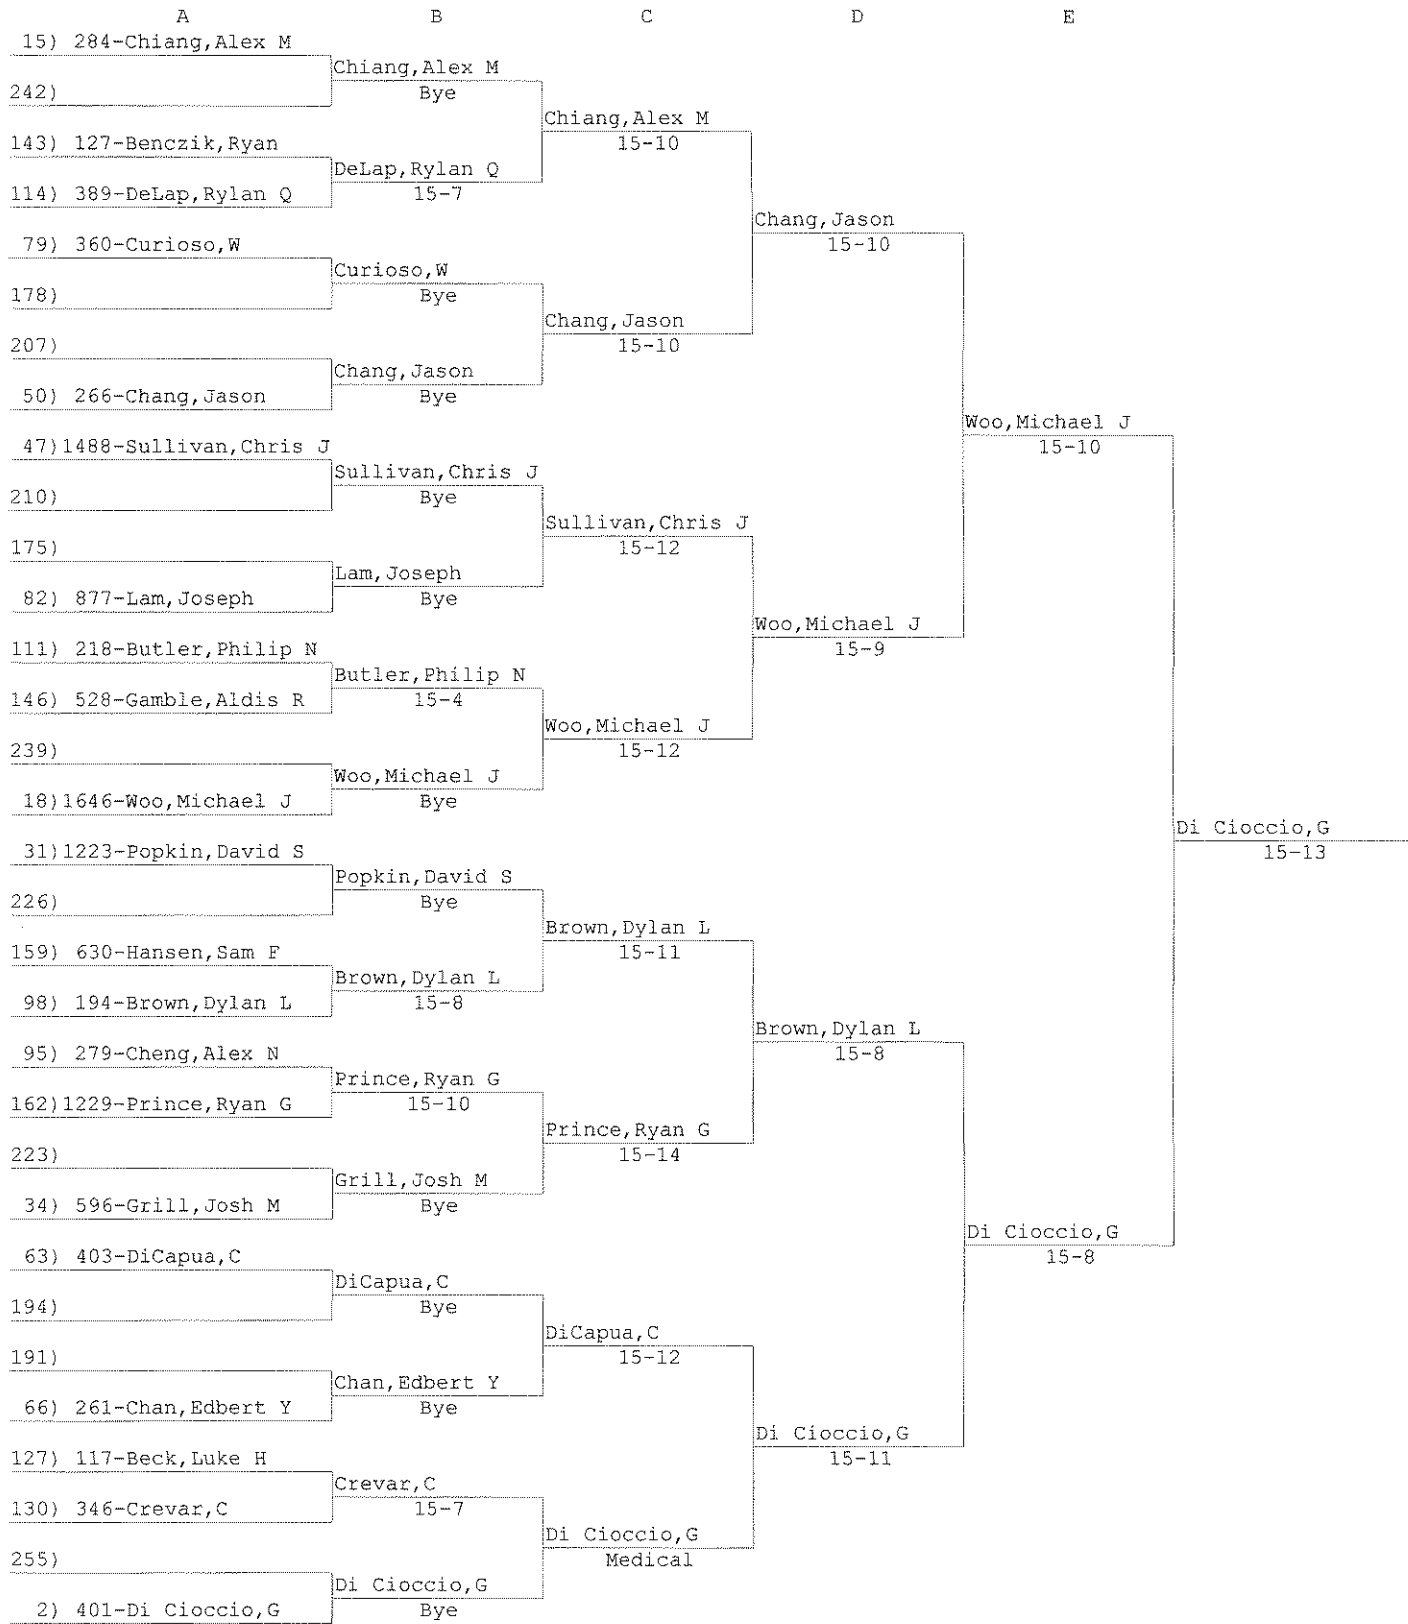 A B C D E
15) 284-Chiang,Alex M
Chiang,Alex M
242)
Bye
Chiang,Alex M
143) 127-Benczik,Ryan
15-10
DeLap,Rylan Q
114) 389-DeLap,Rylan Q
15-7
Chang,Jason
79) 360-Curioso,W
15-10
Curioso,W
178)
Bye
Chang,Jason
207)
15-10
Chang,Jason
50) 266-Chang,Jason
Bye
Woo,Michael J
47)1488-Sullivan,Chris J
15-10
Sullivan,Chris J
210)
Bye
Sullivan,Chris J
175)
15-12
Lam,Joseph
82) 877-Lam,Joseph
Bye
Woo,Michael J
111) 218-Butler,Philip N
15-9
Butler,Philip N
146) 528-Gamble,Aldis R
15-4
Woo,Michael J
239)
15-12
Woo,Michael J
18)1646-Woo,Michael J
Bye
Di Cioccio,G
31)1223-Popkin,David S
15-13
Popkin,David S
226)
Bye
Brown,Dylan L
159) 630-Hansen,Sam F
15-11
Brown,Dylan L
98) 194-Brown,Dylan L
15-8
Brown,Dylan L
95) 279-Cheng,Alex N
15-8
Prince,Ryan G
162)1229-Prince,Ryan G
15-10
Prince,Ryan G
223)
15-14
Grill,Josh M
34) 596-Grill,Josh M
Bye
Di Cioccio,G
63) 403-DiCapua,C
15-8
DiCapua,C
194)
Bye
DiCapua,C
191)
15-12
Chan,Edbert Y
66) 261-Chan,Edbert Y
Bye
Di Cioccio,G
127) 117-Beck,Luke H
15-11
Crevar,C
130) 346-Crevar,C
15-7
Di Cioccio,G
255)
Medical
Di Cioccio,G
2) 401-Di Cioccio,G
Bye